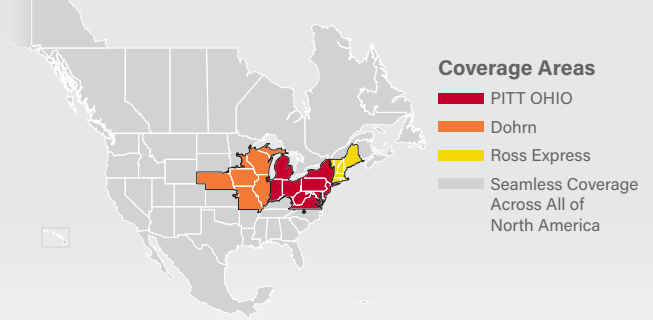 Coverage Areas
PITT OHIO
Dohrn
Ross Express
Seamless Coverage
Across All of
North America